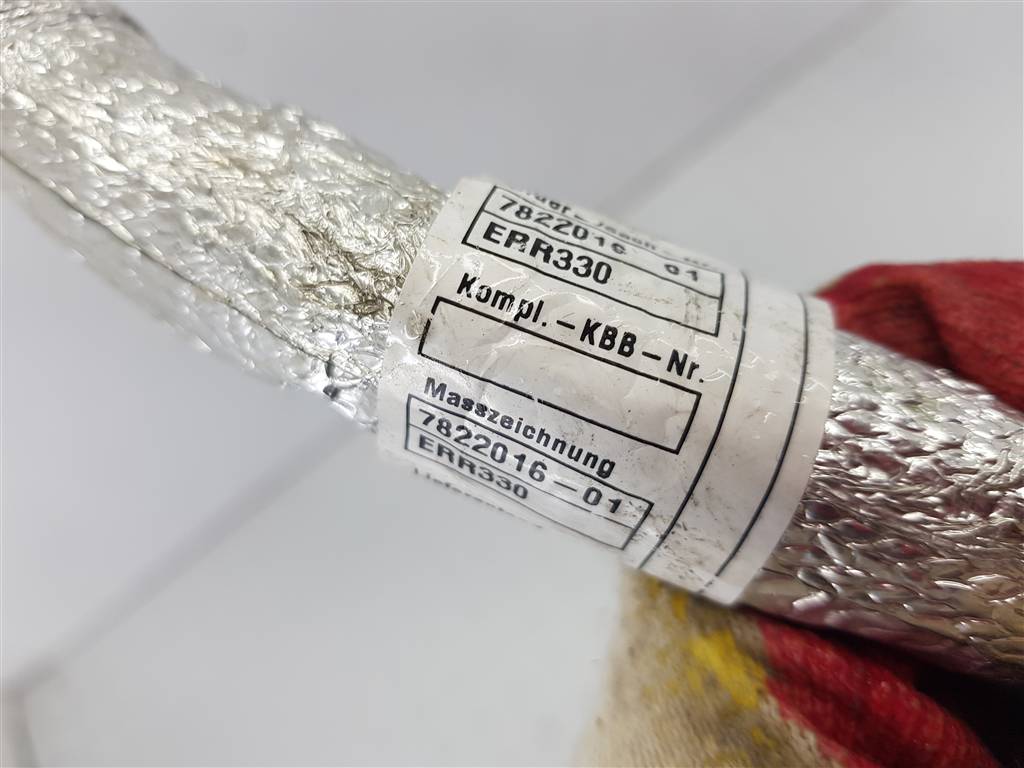 7822016 - 01
ERR330
Kompl. - KBB - Nr.
Masszeichnung
7822016 - 01
ERR330